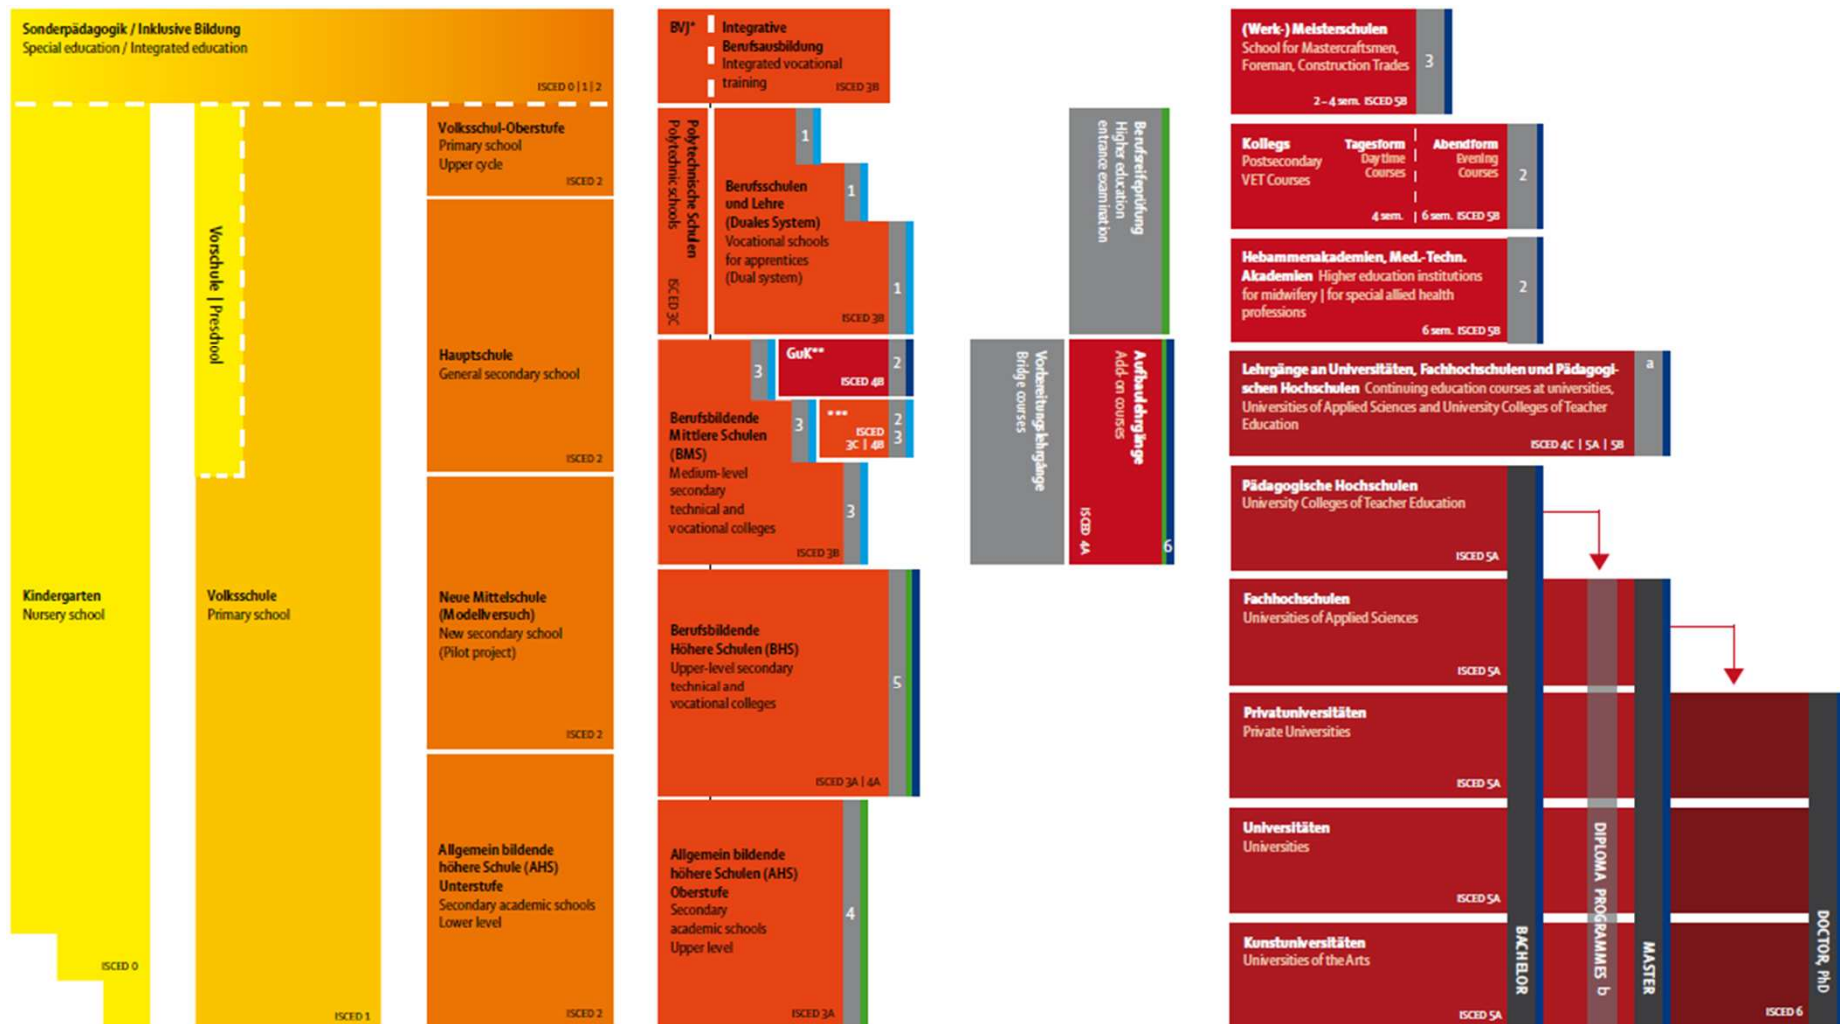 Sonderpädagogik / Inklusive Bildung
Special education / Integrated education
ISCED 0 | 1 | 2
Kindergarten
Nursery school
ISCED 0
Vorschule | Preschool
Volksschule
Primary school
ISCED 1
Volksschul-Oberstufe
Primary school
Upper cycle
ISCED 2
Hauptschule
General secondary school
ISCED 2
Neue Mittelschule
(Modellversuch)
New secondary school
(Pilot project)
ISCED 2
Allgemein bildende
höhere Schule (AHS)
Unterstufe
Secondary academic schools
Lower level
ISCED 2
BVJ*
Integrative
Berufsausbildung
Integrated vocational
training
ISCED 3B
Polytechnische Schulen
Polytechnic schools
ISCED 3C
1
1
1
Berufsschulen
und Lehre
(Duales System)
Vocational schools
for apprentices
(Dual system)
ISCED 3B
3
GuK**
ISCED 4B
2
3
***
ISCED
3C | 4B
2
3
Berufsbildende
Mittlere Schulen
(BMS)
Medium-level
secondary
technical and
vocational colleges
ISCED 3B
3
Berufsbildende
Höhere Schulen (BHS)
Upper-level secondary
technical and
vocational colleges
ISCED 3A | 4A
5
Allgemein bildende
höhere Schulen (AHS)
Oberstufe
Secondary
academic schools
Upper level
ISCED 3A
4
Berufsreifeprüfung
Higher education
entrance examination
Vorbereitungslehrgänge
Bridge courses
Aufbaulehrgänge
Add-on courses
ISCED 4A
6
(Werk-) Meisterschulen
School for Mastercraftsmen,
Foreman, Construction Trades
2 – 4 sem. ISCED 5B
3
Kollegs
Postsecondary
VET Courses
Tagesform
Daytime
Courses
4 sem.
Abendform
Evening
Courses
6 sem. ISCED 5B
2
Hebammenakademien, Med.-Techn.
Akademien Higher education institutions
for midwifery | for special allied health
professions
6 sem. ISCED 5B
2
Lehrgänge an Universitäten, Fachhochschulen und Pädagogi-
schen Hochschulen Continuing education courses at universities,
Universities of Applied Sciences and University Colleges of Teacher
Education
ISCED 4C | 5A | 5B
a
Pädagogische Hochschulen
University Colleges of Teacher Education
ISCED 5A
Fachhochschulen
Universities of Applied Sciences
ISCED 5A
Privatuniversitäten
Private Universities
ISCED 5A
Universitäten
Universities
ISCED 5A
Kunstuniversitäten
Universities of the Arts
ISCED 5A
BACHELOR
DIPLOMA PROGRAMMES b
MASTER
ISCED 6
DOCTOR, PhD